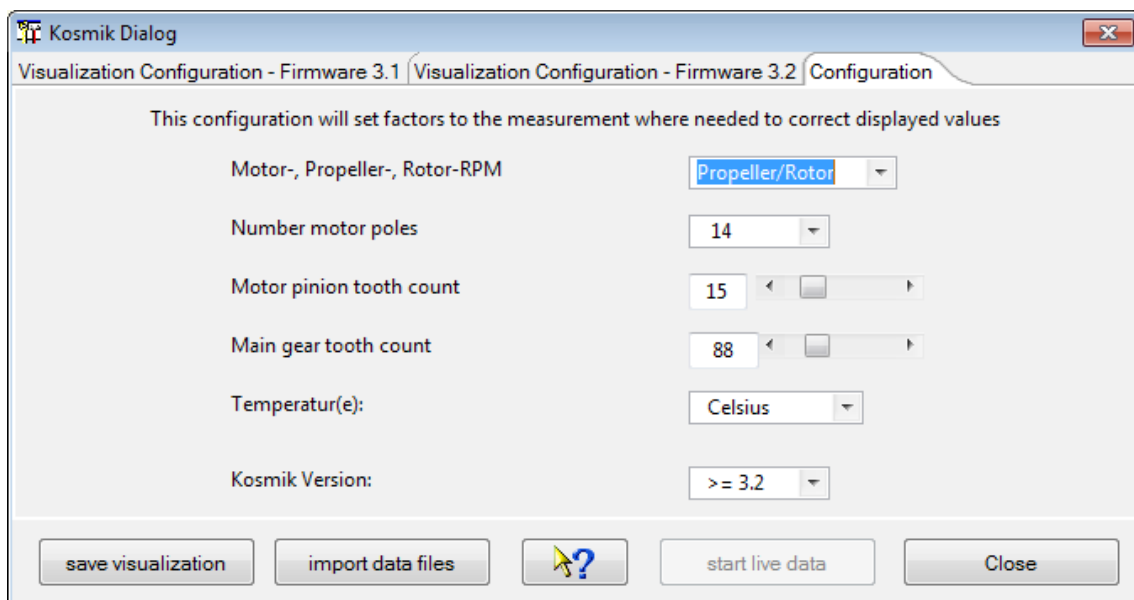 Kosmik Dialog
Visualization Configuration - Firmware 3.1 Visualization Configuration - Firmware 3.2 Configuration
This configuration will set factors to the measurement where needed to correct displayed values
Motor-, Propeller-, Rotor-RPM Propeller/Rotor
Number motor poles 14
Motor pinion tooth count 15
Main gear tooth count 88
Temperatur(e): Celsius
Kosmik Version: >= 3.2
save visualization import data files ? start live data Close